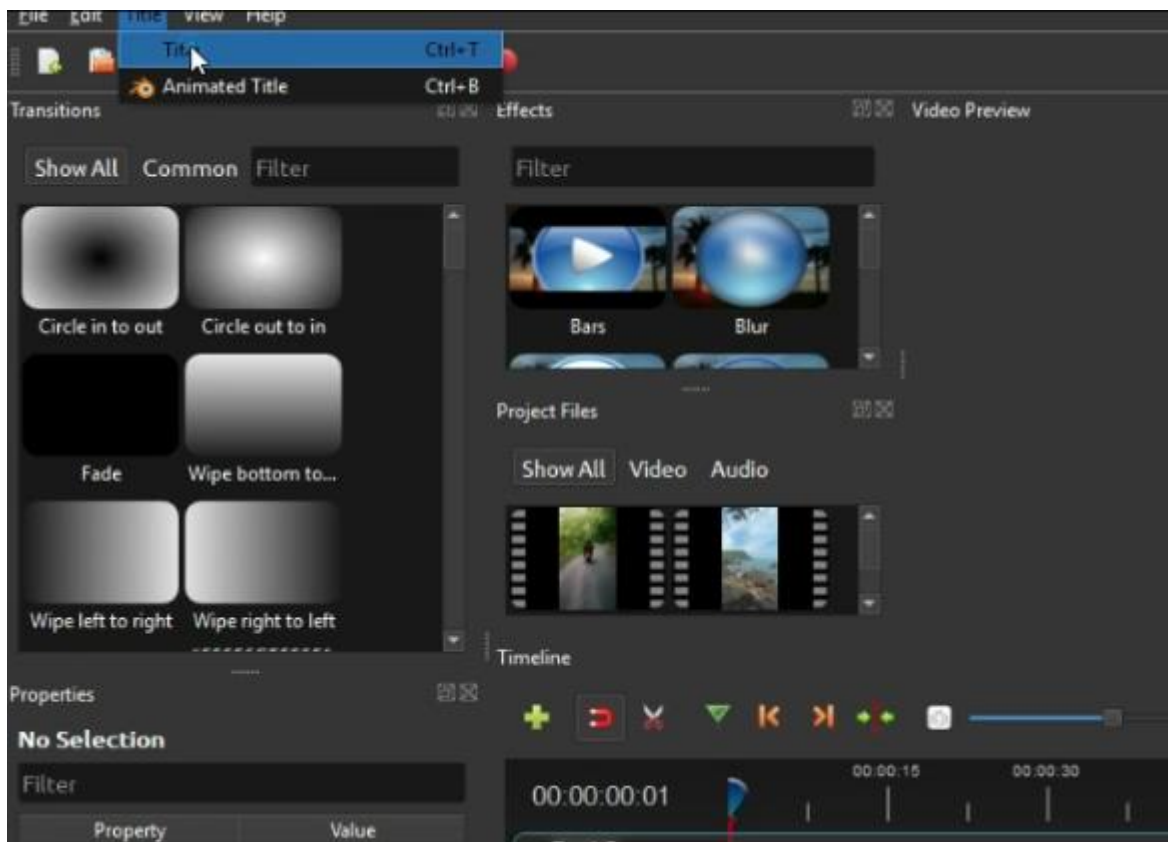 File Edit Title View Help
Title Ctrl+T
Animated Title Ctrl+B
Transitions
Show All Common Filter
Circle in to out Circle out to in
Fade Wipe bottom to...
Wipe left to right Wipe right to left
Properties
No Selection
Filter
Property Value
Effects
Filter
Bars Blur
Project Files
Show All Video Audio
Video Preview
Timeline
00:00:15 00:00:30
00:00:00:01